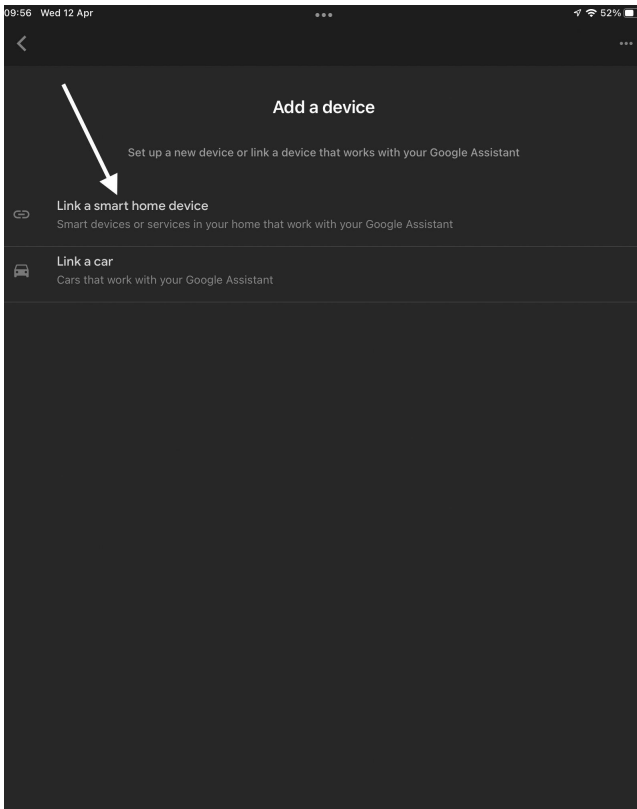 09:56 Wed 12 Apr
52%
Add a device
Set up a new device or link a device that works with your Google Assistant
Link a smart home device
Smart devices or services in your home that work with your Google Assistant
Link a car
Cars that work with your Google Assistant